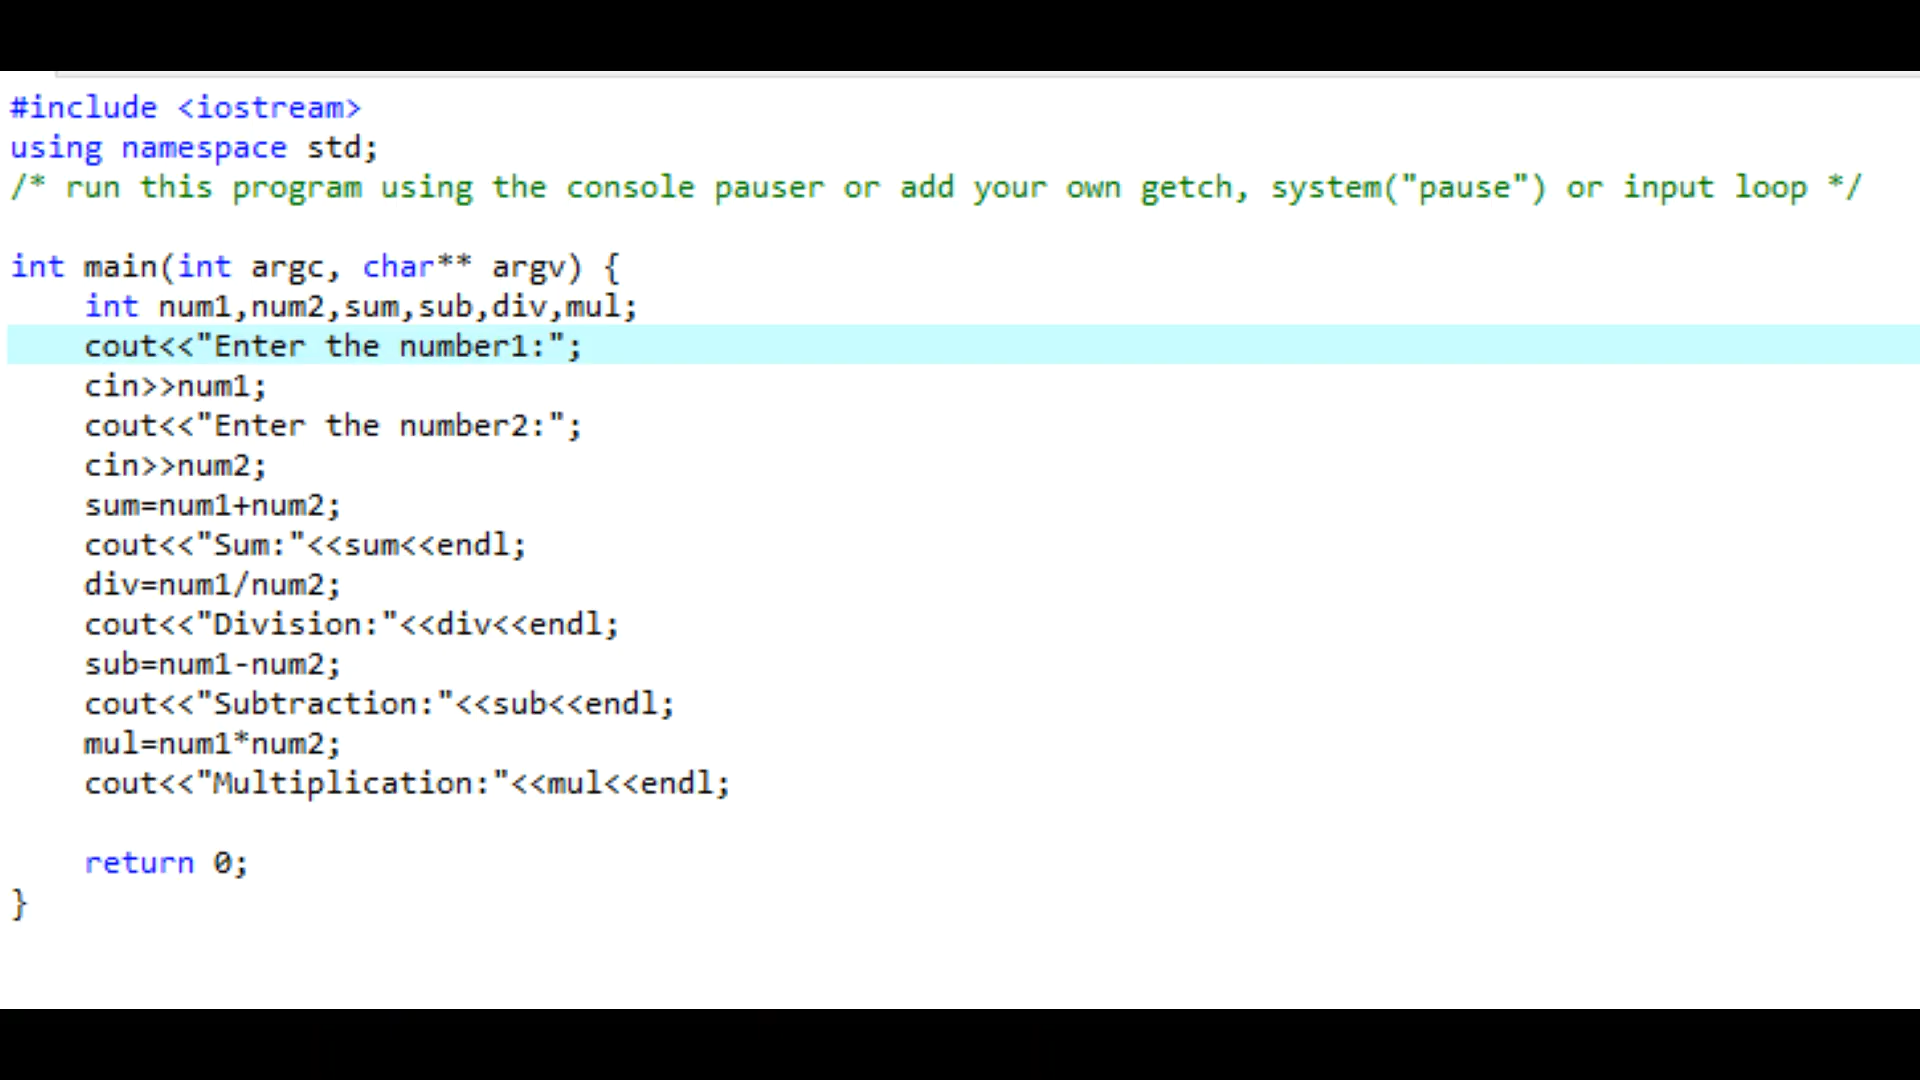 #include <iostream>
using namespace std;
/* run this program using the console pauser or add your own getch, system("pause") or input loop */
int main(int argc, char** argv) {
int num1,num2,sum,sub,div,mul;
cout<<"Enter the number1:";
cin>>num1;
cout<<"Enter the number2:";
cin>>num2;
sum=num1+num2;
cout<<"Sum:"<<sum<<endl;
div=num1/num2;
cout<<"Division:"<<div<<endl;
sub=num1-num2;
cout<<"Subtraction:"<<sub<<endl;
mul=num1*num2;
cout<<"Multiplication:"<<mul<<endl;
return 0;
}